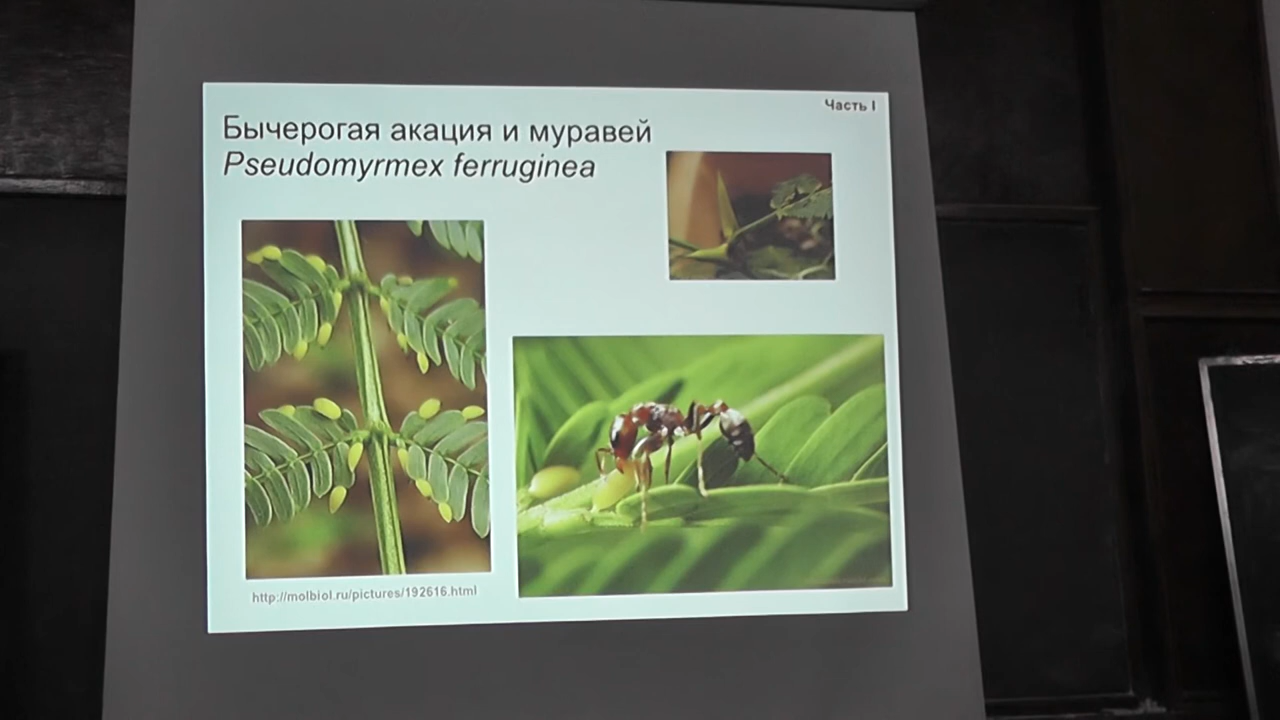 Часть I
Бычерогая акация и муравей
Pseudomyrmex ferruginea
http://molbiol.ru/pictures/192616.html